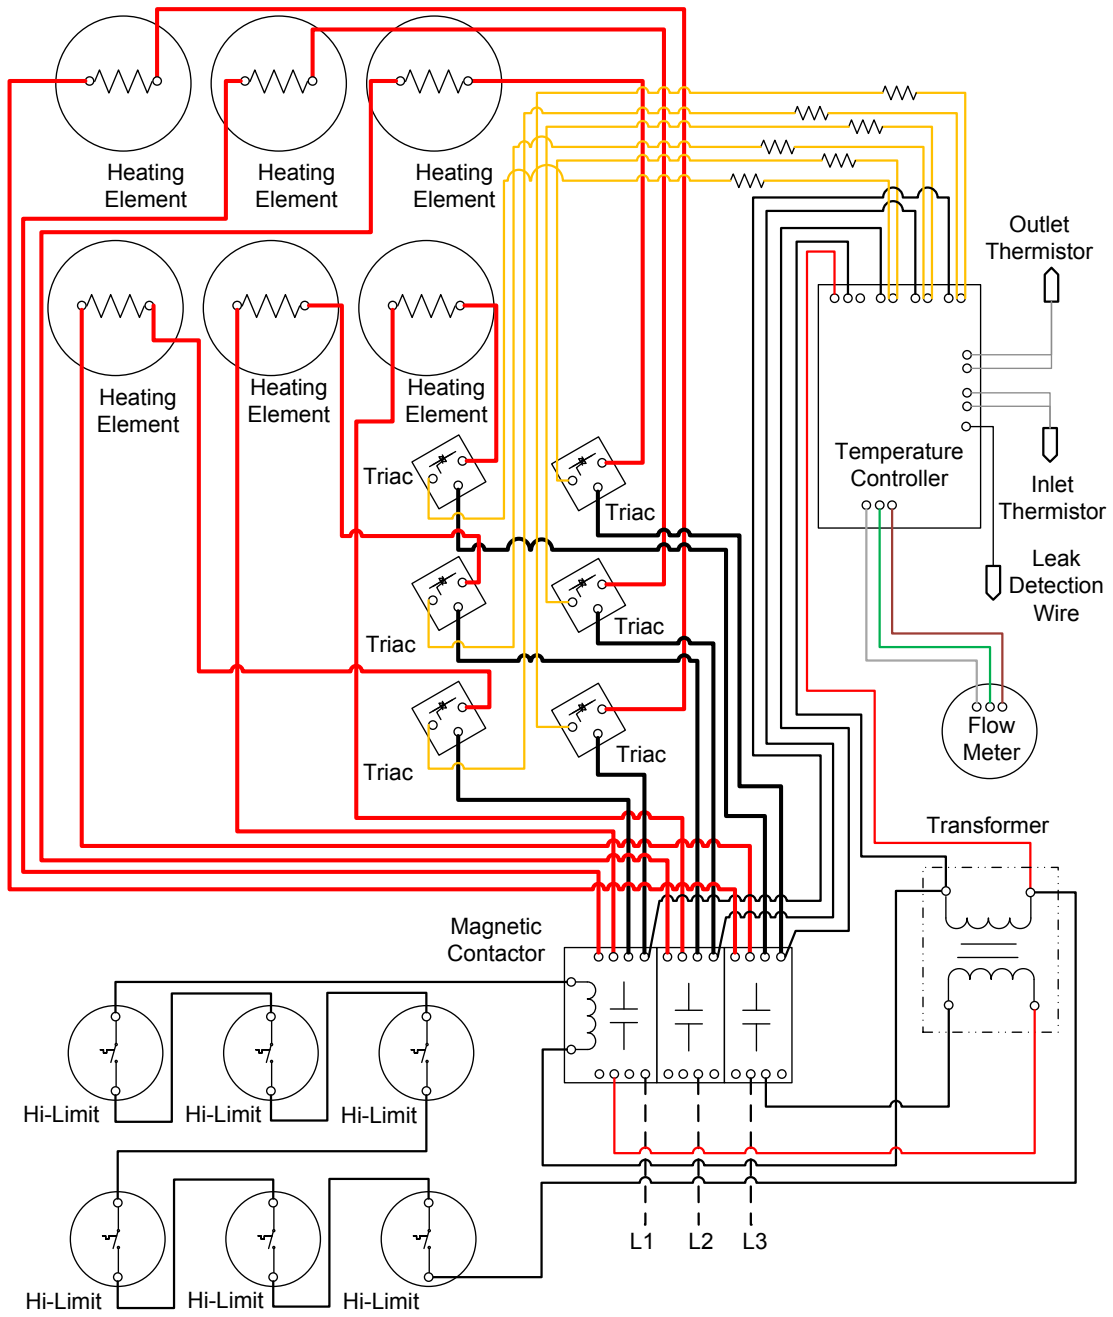 Heating
Element
Heating
Element
Heating
Element
Outlet
Thermistor
Heating
Element
Heating
Element
Heating
Element
Triac
Triac
Temperature
Controller
Inlet
Thermistor
Leak
Detection
Wire
Triac
Triac
Flow
Meter
Triac
Triac
Transformer
Magnetic
Contactor
Hi-Limit
Hi-Limit
Hi-Limit
L1
L2
L3
Hi-Limit
Hi-Limit
Hi-Limit